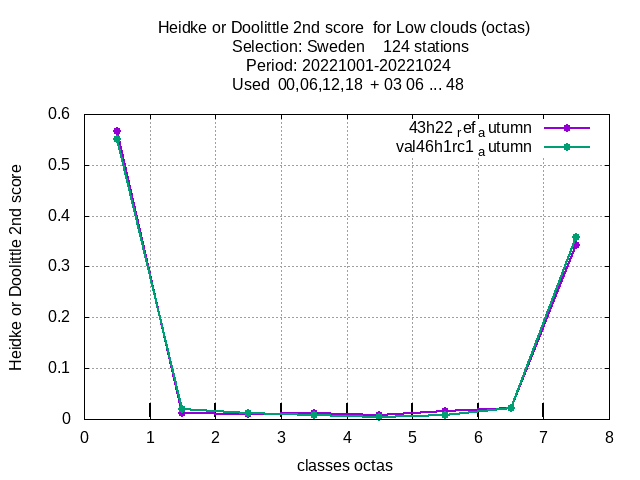 Heidke or Doolittle 2nd score for Low clouds (octas)
Selection: Sweden 124 stations
Period: 20221001-20221024
Used 00,06,12,18 + 03 06 ... 48
43h22 ref autumn
val46h1rc1 autumn
0.6
0.5
0.4
0.3
0.2
0.1
0
Heidke or Doolittle 2nd score
0 1 2 3 4 5 6 7 8
classes octas